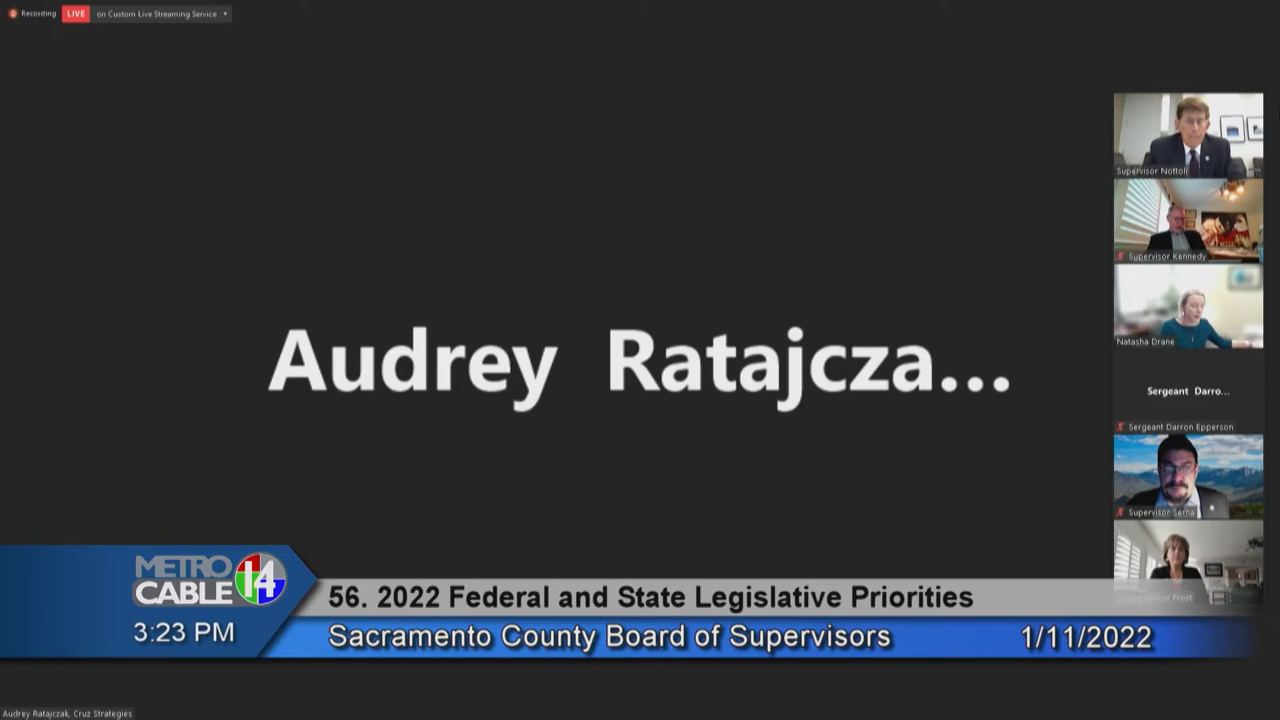 Recording
LIVE
on Custom Live Streaming Service
Audrey Ratajcza...
Supervisor Nottoli
Supervisor Kennedy
Natasha Drane
Sergeant Darro...
Sergeant Darron Epperson
Supervisor Serna
Supervisor Frost
METRO
CABLE 14
3:23 PM
56. 2022 Federal and State Legislative Priorities
Sacramento County Board of Supervisors
1/11/2022
Audrey Ratajczak, Cruz Strategies